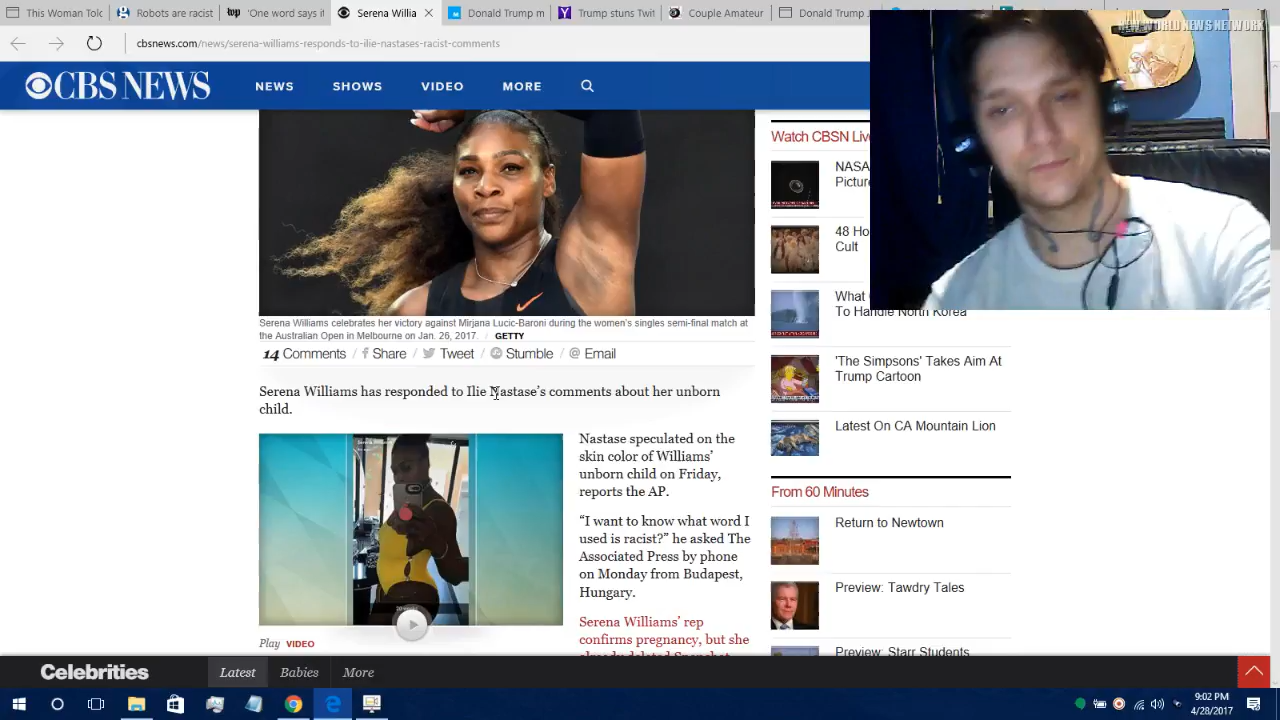 Robots are racist
Top 'One Tok
Serena Willia
Donald Trump m
Trump stuns Twit
Couple Amateur
Donald Trump
cbsnews.com/news/serena-williams-responds-to-ilie-nastases-racist-comments
NEW WORLD NEWS NETWORK
CBS NEWS
NEWS SHOWS VIDEO MORE
Watch CBSN Live
NASA
Picture
48 Ho
Cult
What
To Handle North Korea
'The Simpsons' Takes Aim At
Trump Cartoon
Latest On CA Mountain Lion
From 60 Minutes
Return to Newtown
Preview: Tawdry Tales
Preview: Starr Students
Serena Williams celebrates her victory against Mirjana Lucic-Baroni during the women's singles semi-final match at
the Australian Open in Melbourne on Jan. 26, 2017. / GETTY
14 Comments / Share / Tweet / Stumble / @ Email
Serena Williams has responded to Ilie Nastase's comments about her unborn
child.
Nastase speculated on the
skin color of Williams'
unborn child on Friday,
reports the AP.
"I want to know what word I
used is racist?" he asked The
Associated Press by phone
on Monday from Budapest,
Hungary.
Serena Williams' rep
confirms pregnancy, but she
already deleted Snapchat
Play VIDEO
Celebrities Latest Babies More
9:02 PM
4/28/2017